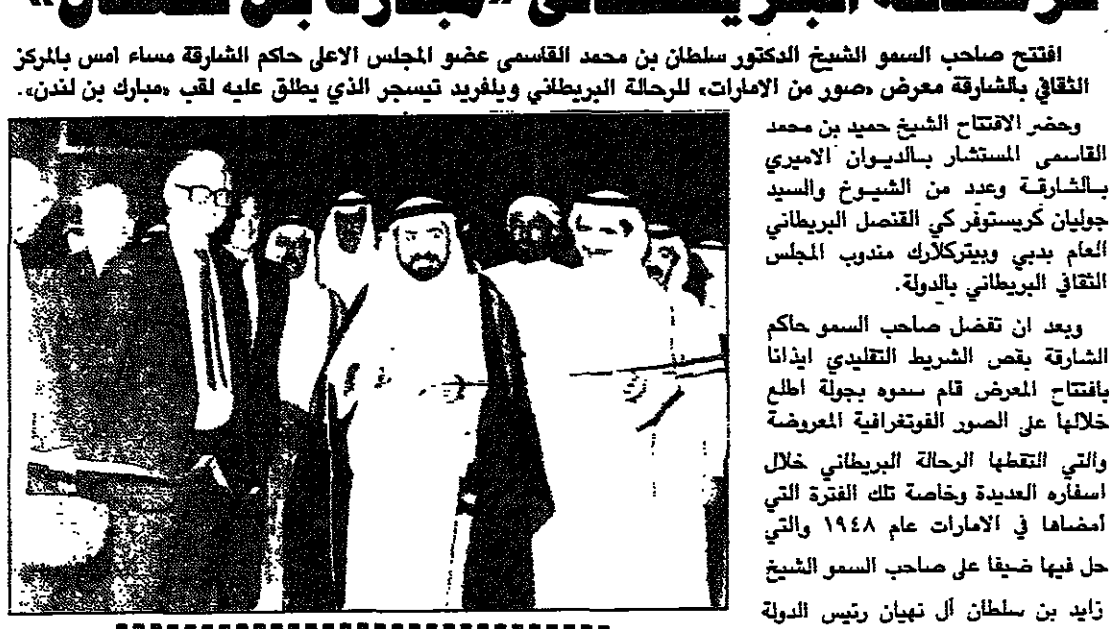 البريطاني «مبارك بن لندن»
افتتح صاحب السمو الشيخ الدكتور سلطان بن محمد القاسمي عضو المجلس الاعلى حاكم الشارقة مساء امس بالمركز
الثقافي بالشارقة معرض «صور من الامارات» للرحالة البريطاني ويلفريد تيسجر الذي يطلق عليه لقب «مبارك بن لندن».
وحضر الافتتاح الشيخ حميد بن محمد
القاسمي المستشار بالديوان الاميري
بالشارقة وعدد من الشيوخ والسيد
جوليان كريستوفر كي القنصل البريطاني
العام بدبي وبيتركلارك مندوب المجلس
الثقافي البريطاني بالدولة.
وبعد ان تفضل صاحب السمو حاكم
الشارقة بقص الشريط التقليدي ايذانا
بافتتاح المعرض قام سموه بجولة اطلع
خلالها على الصور الفوتغرافية المعروضة
والتي التقطها الرحالة البريطاني خلال
اسفاره العديدة وخاصة تلك الفترة التي
أمضاها في الامارات عام ١٩٤٨ والتي
حل فيها ضيفا على صاحب السمو الشيخ
زايد بن سلطان آل نهيان رئيس الدولة